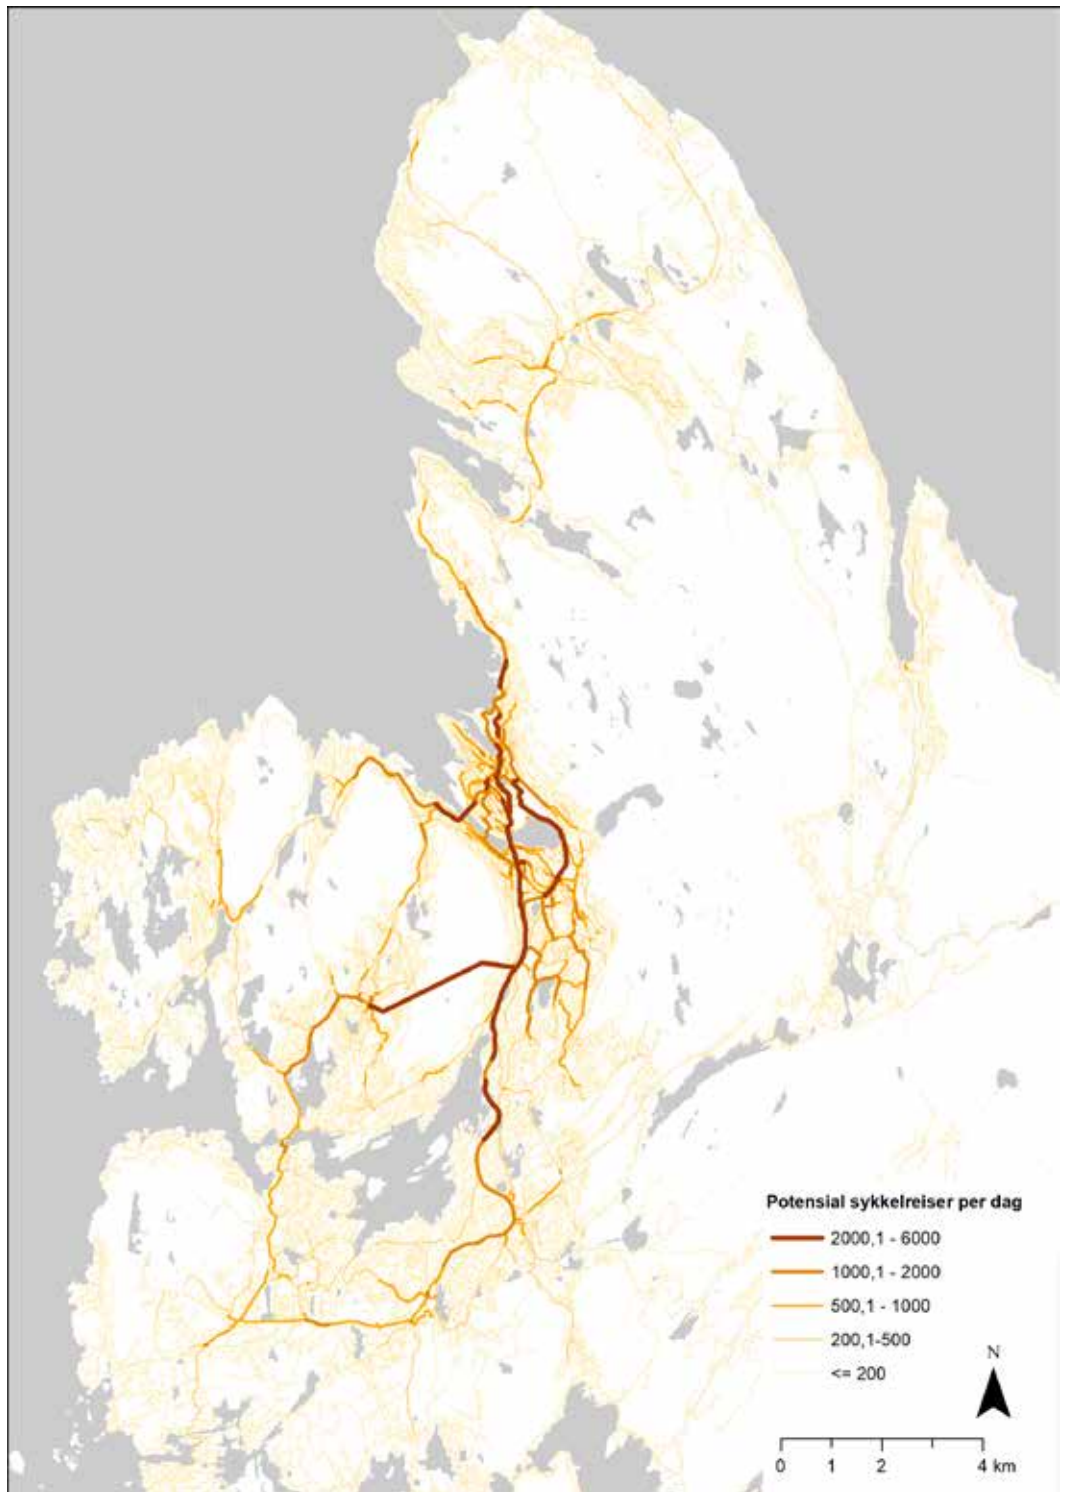 Potensial sykkelreiser per dag
2000,1 - 6000
1000,1 - 2000
500,1 - 1000
200,1-500
<= 200
N
0 1 2 4 km